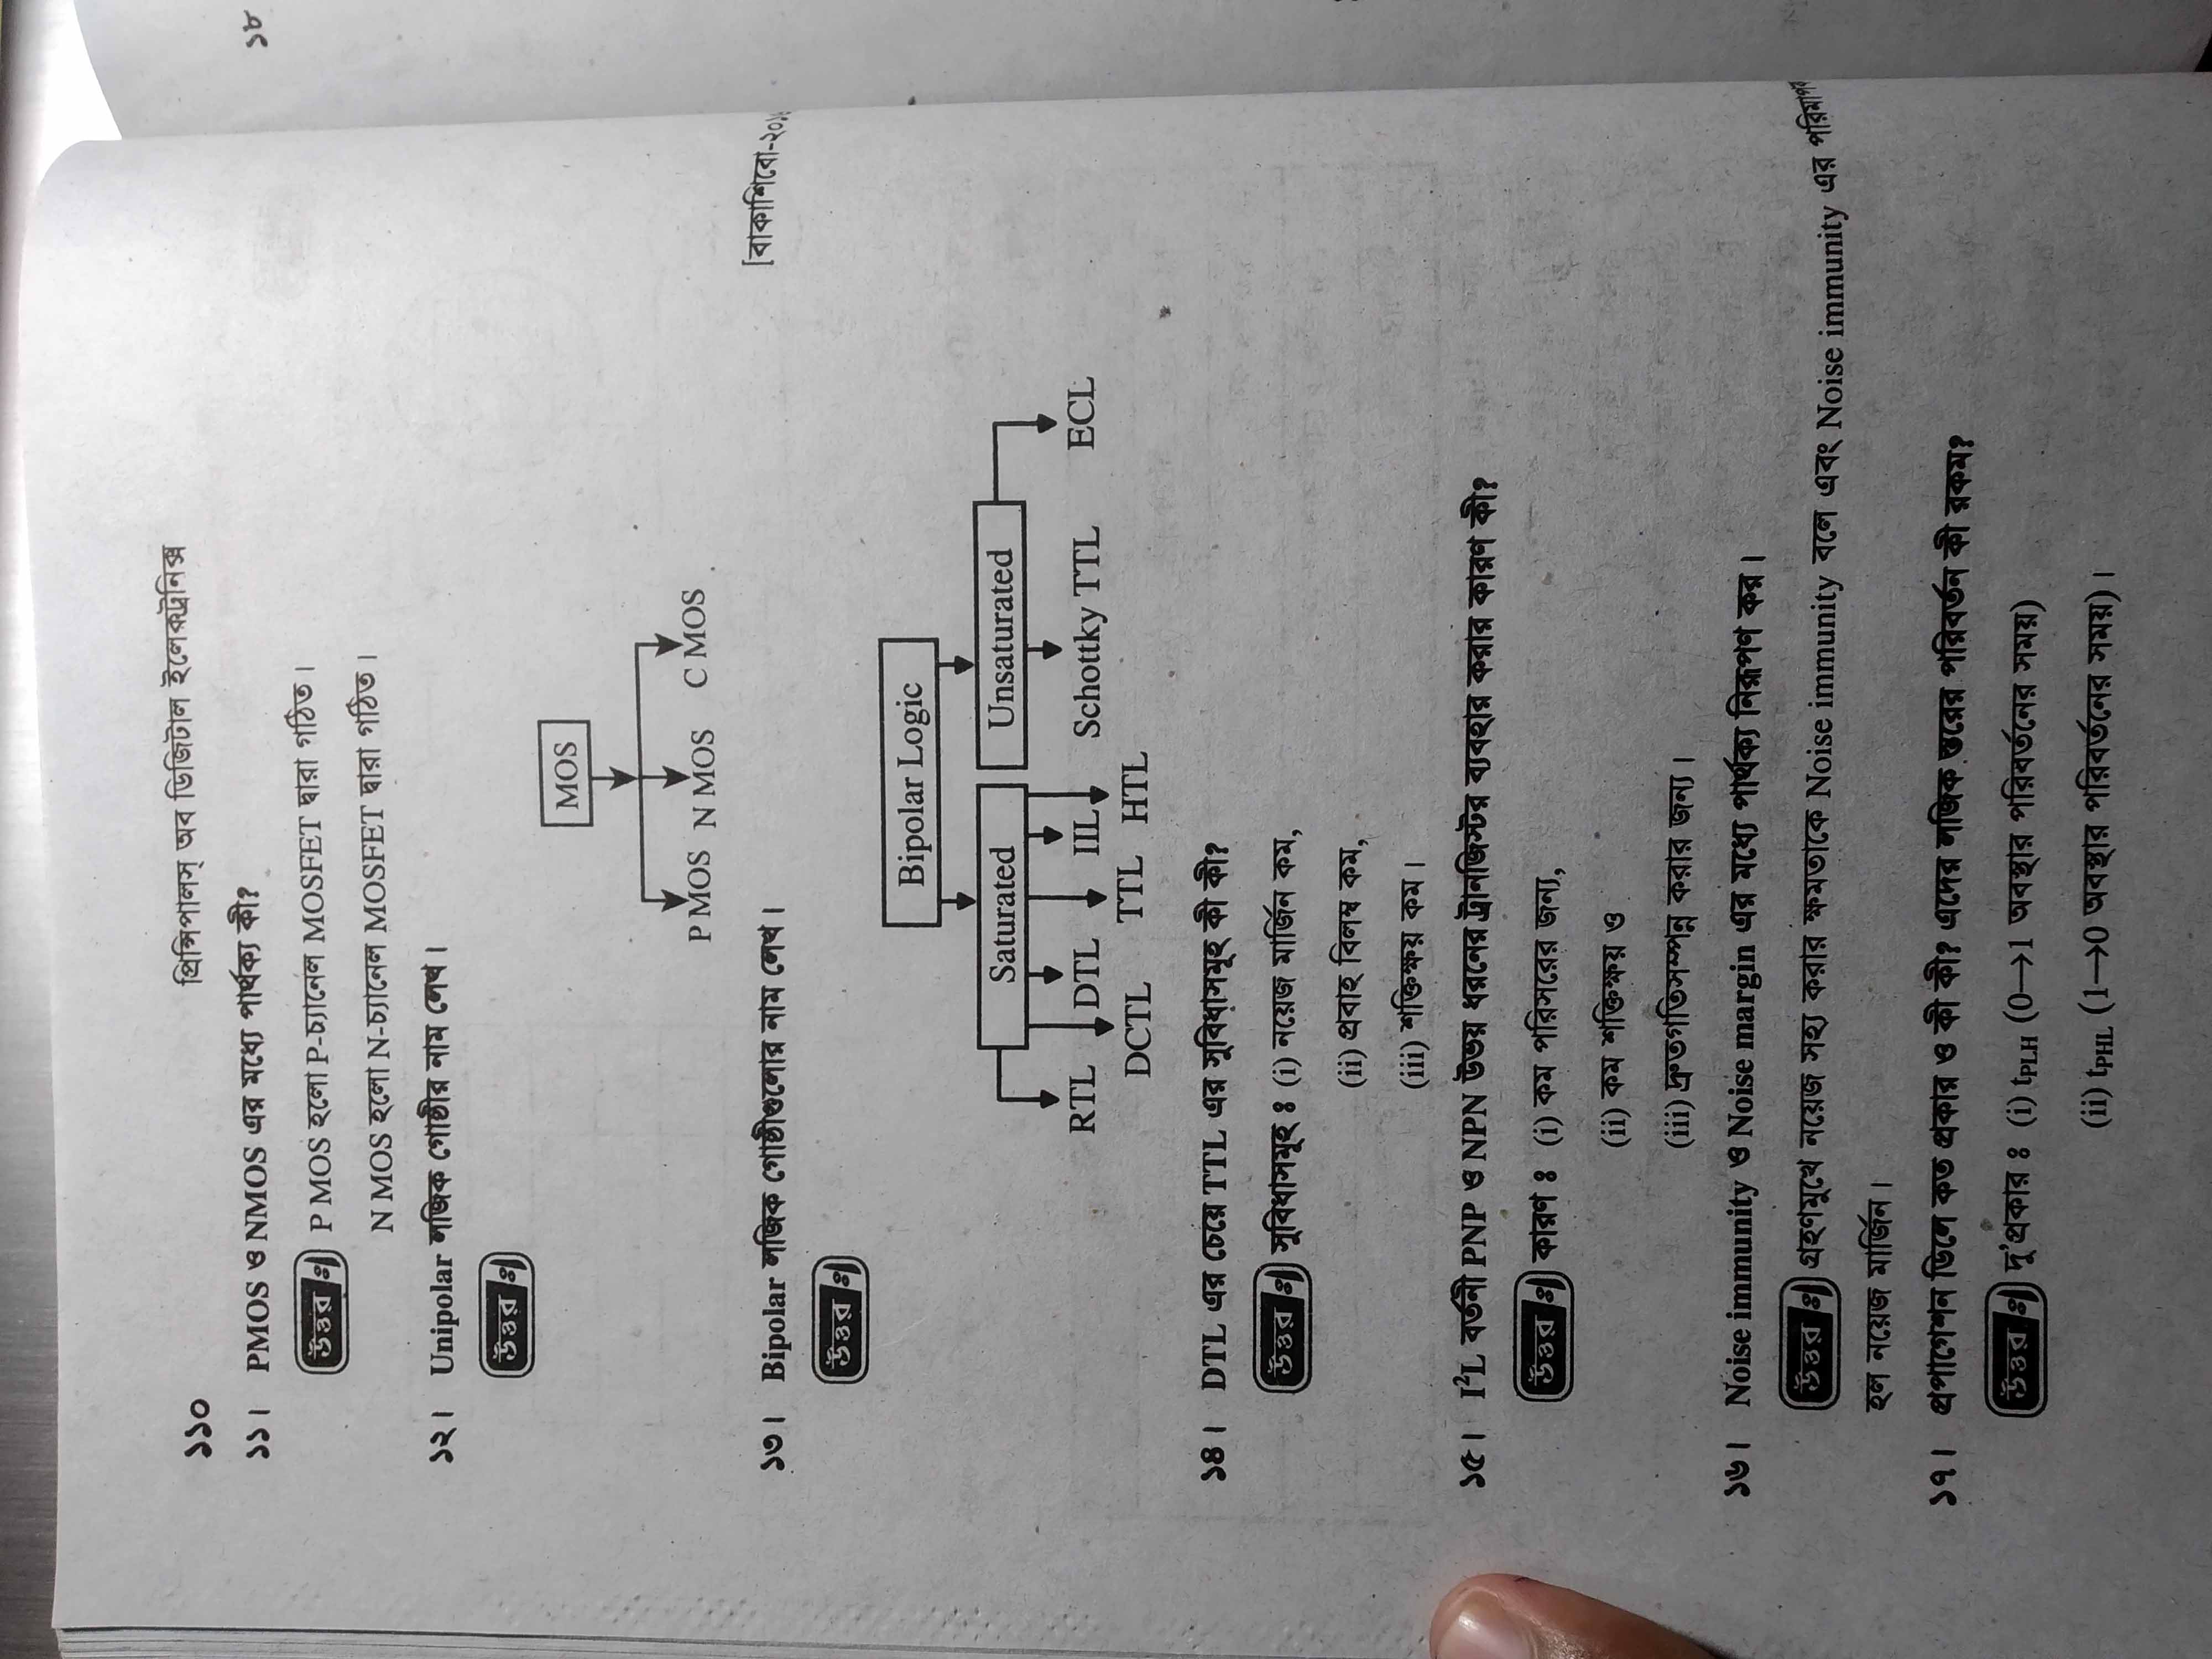 ১১০
প্রিন্সিপালস্ অব ডিজিটাল ইলেকট্রনিক্স
১১। PMOS ও NMOS এর মধ্যে পার্থক্য কী?
উত্তর ঃ P MOS হলো P-চ্যানেল MOSFET দ্বারা গঠিত।
N MOS হলো N-চ্যানেল MOSFET দ্বারা গঠিত।
১২। Unipolar লজিক গোষ্ঠীর নাম লেখ।
উত্তর ঃ
MOS
P MOS N MOS C MOS
১৩। Bipolar লজিক গোষ্ঠীগুলোর নাম লেখ।
[বাকাশিবো-২০১
উত্তর ঃ
Bipolar Logic
Saturated Unsaturated
RTL DTL IIL Schottky TTL ECL
DCTL TTL HTL
১৪। DTL এর চেয়ে TTL এর সুবিধাসমূহ কী কী?
উত্তর ঃ সুবিধাসমূহ ঃ (i) নয়েজ মার্জিন কম,
(ii) প্রবাহ বিলম্ব কম,
(iii) শক্তিক্ষয় কম।
১৫। I²L বর্তনী PNP ও NPN উভয় ধরনের ট্রানজিস্টর ব্যবহার করার কারণ কী?
উত্তর ঃ কারণ ঃ (i) কম পরিসরের জন্য,
(ii) কম শক্তিক্ষয় ও
(iii) দ্রুতগতিসম্পন্ন করার জন্য।
১৬। Noise immunity ও Noise margin এর মধ্যে পার্থক্য নিরূপণ কর।
উত্তর ঃ গ্রহণমুখে নয়েজ সহ্য করার ক্ষমতাকে Noise immunity বলে এবং Noise immunity এর পরিমাপক
হল নয়েজ মার্জিন।
১৭। প্রপাগেশন ডিলে কত প্রকার ও কী কী? এদের লজিক স্তরের পরিবর্তন কী রকম?
উত্তর ঃ দু'প্রকার ঃ (i) tPLH (0→1 অবস্থার পরিবর্তনের সময়)
(ii) tPHL (1→0 অবস্থার পরিবর্তনের সময়)।
১৮